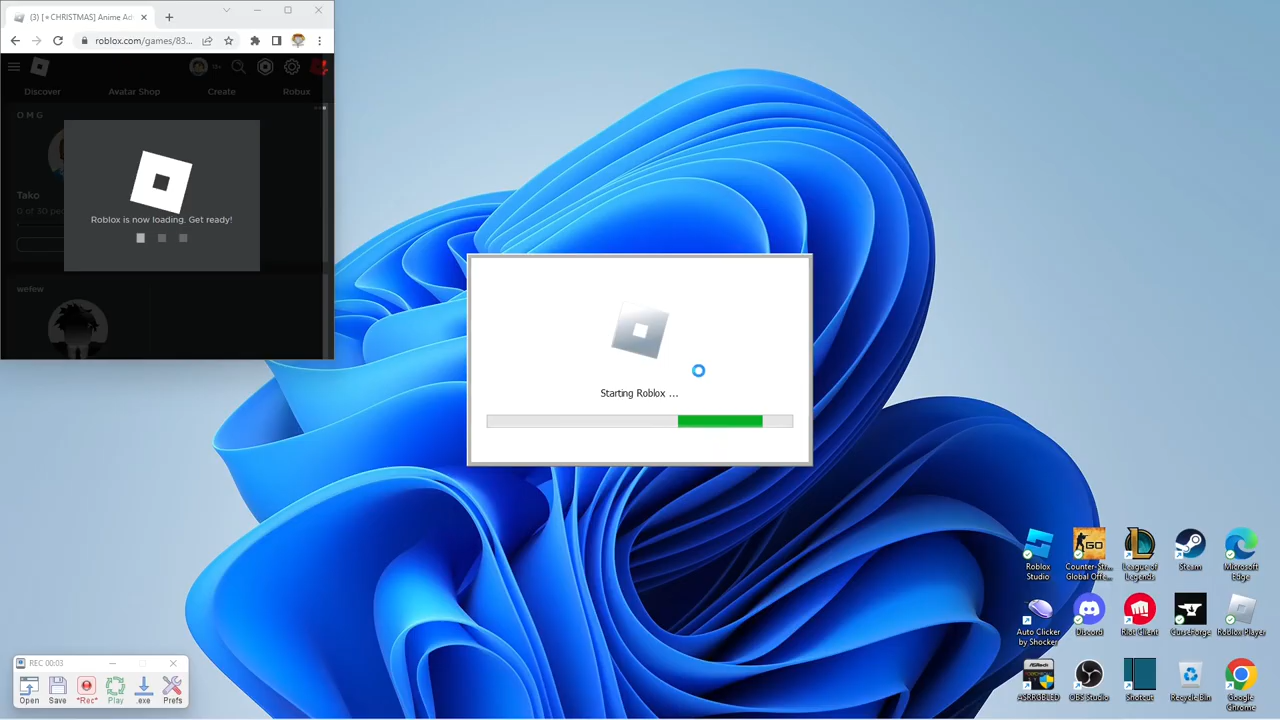 (3) [⭐CHRISTMAS] Anime Ad
roblox.com/games/83...
Discover
Avatar Shop
Create
Robux
O M G
Tako
wefew
Roblox is now loading. Get ready!
Starting Roblox ...
Roblox Studio
Counter-St... Global Offe...
League of Legends
Steam
Microsoft Edge
Auto Clicker by Shocker
Discord
Riot Client
CurseForge
Roblox Player
ASRRGBLED
OBS Studio
Shotcut
Recycle Bin
Google Chrome
REC 00:03
Open
Save
*Rec*
Play
.exe
Prefs